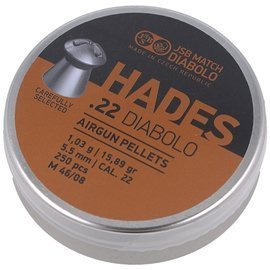 JSB MATCH
DIABOLO
MADE IN CZECH REPUBLIC
CAREFULLY
SELECTED
HADES
.22 DIABOLO
AIRGUN PELLETS
1,03 g / 15,89 gr
5.5 mm / CAL. 22
250 pcs
M 46/08